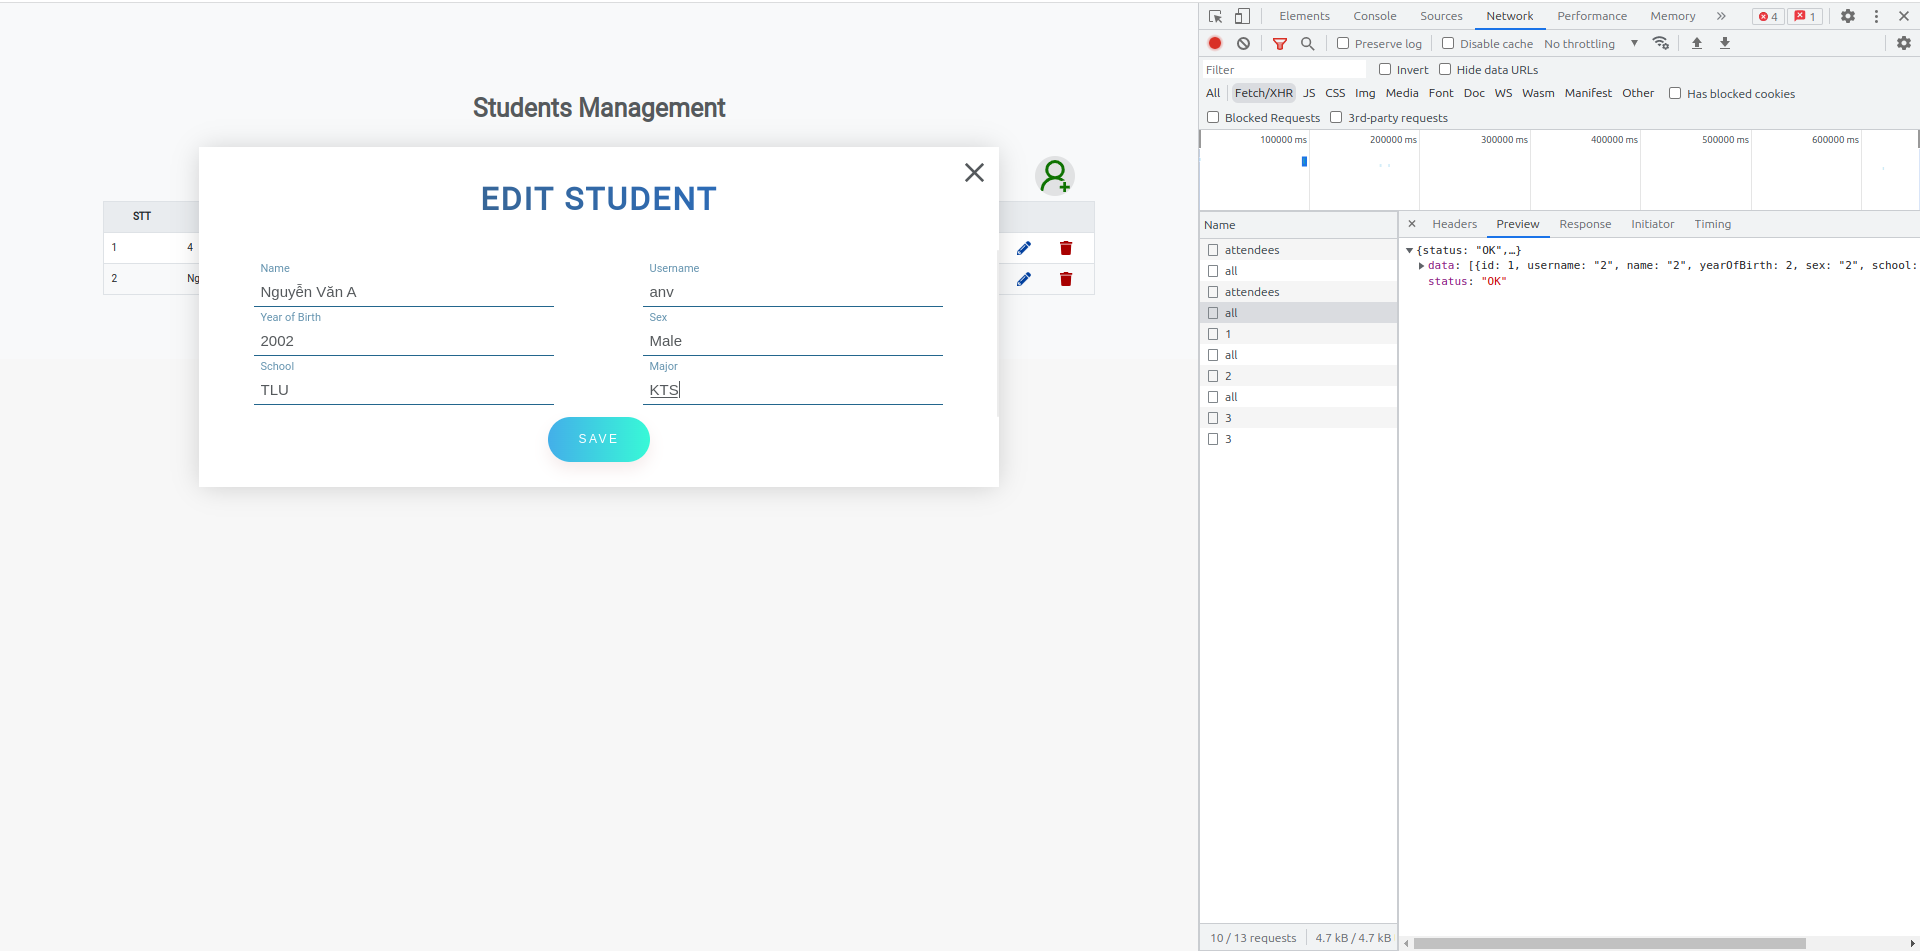 Students Management
EDIT STUDENT
STT
1 4
2 Ng
Name
Nguyễn Văn A
Username
anv
Year of Birth
2002
Sex
Male
School
TLU
Major
KTS
SAVE
Elements Console Sources Network Performance Memory » 4 1
Preserve log Disable cache No throttling
Filter Invert Hide data URLs
All Fetch/XHR JS CSS Img Media Font Doc WS Wasm Manifest Other Has blocked cookies
Blocked Requests 3rd-party requests
100000 ms 200000 ms 300000 ms 400000 ms 500000 ms 600000 ms
Name
attendees
all
attendees
all
1
all
2
all
3
3
10 / 13 requests 4.7 kB / 4.7 kB
Headers Preview Response Initiator Timing
{status: "OK",…}
data: [{id: 1, username: "2", name: "2", yearOfBirth: 2, sex: "2", school:
status: "OK"